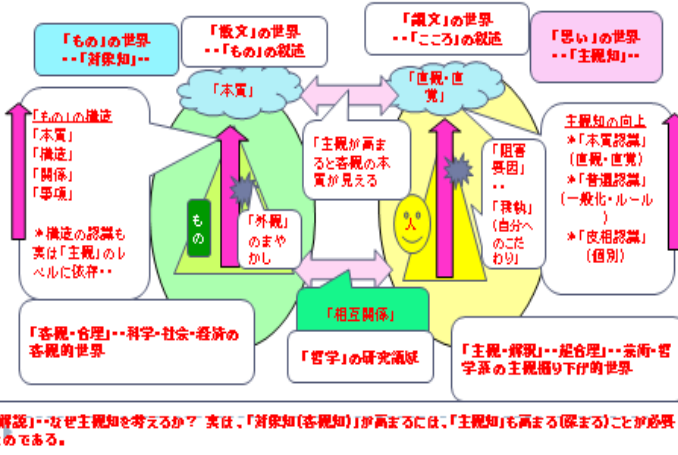 「もの」の世界
・・「対象知」・・
「散文」の世界
・・「もの」の叙述
「韻文」の世界
・・「こころ」の叙述
「思い」の世界
・・「主観知」・・
「本質」
「直観・直
覚」
「もの」の構造
「本質」
「構造」
「関係」
「事項」
*構造の認識も
実は「主観」のレ
ベルに依存・・
「主観が高ま
ると客観の本
質が見える
もの
「外観」
のまや
かし
人
「阻害
要因」
・・
「我執」
(自分へ
のこだ
わり)」
主観知の向上
*「本質認識」
(直観・直覚)
*「普遍認識」
(一般化・ルール
)
*「皮相認識」
(個別)
「相互関係」
「哲学」の研究領域
「客観・合理」・・科学・社会・経済の
客観的世界
「主観・解釈」・・超合理」・・芸術・哲
学系の主観掘り下げ的世界
解説」・・なぜ主観知を考えるか? 実は、「対象知(客観知)」が高まるには、「主観知」も高まる(深まる)ことが必要
なのである。